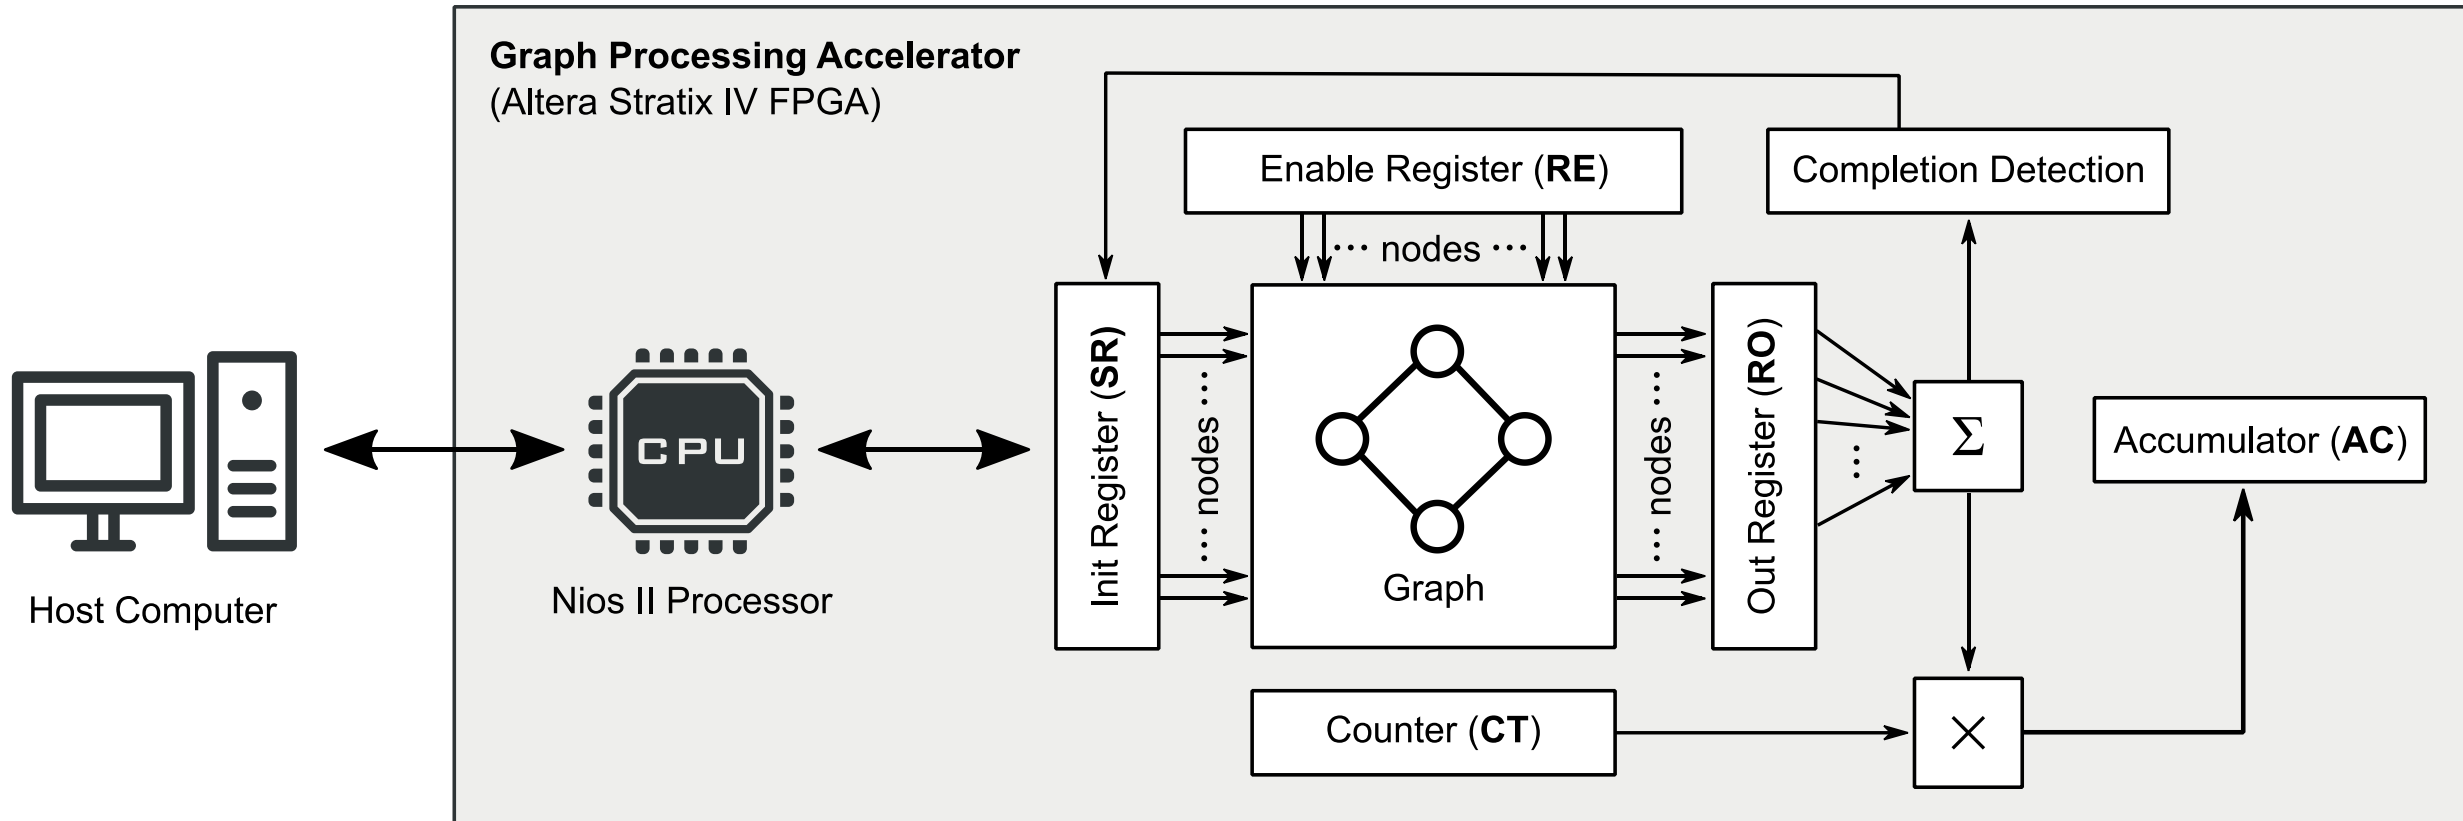 Graph Processing Accelerator
(Altera Stratix IV FPGA)
Enable Register (RE)
Completion Detection
··· nodes ···
Init Register (SR)
···· nodes ····
Graph
···· nodes ····
Out Register (RO)
···
Σ
Accumulator (AC)
CPU
Host Computer
Nios II Processor
Counter (CT)
×